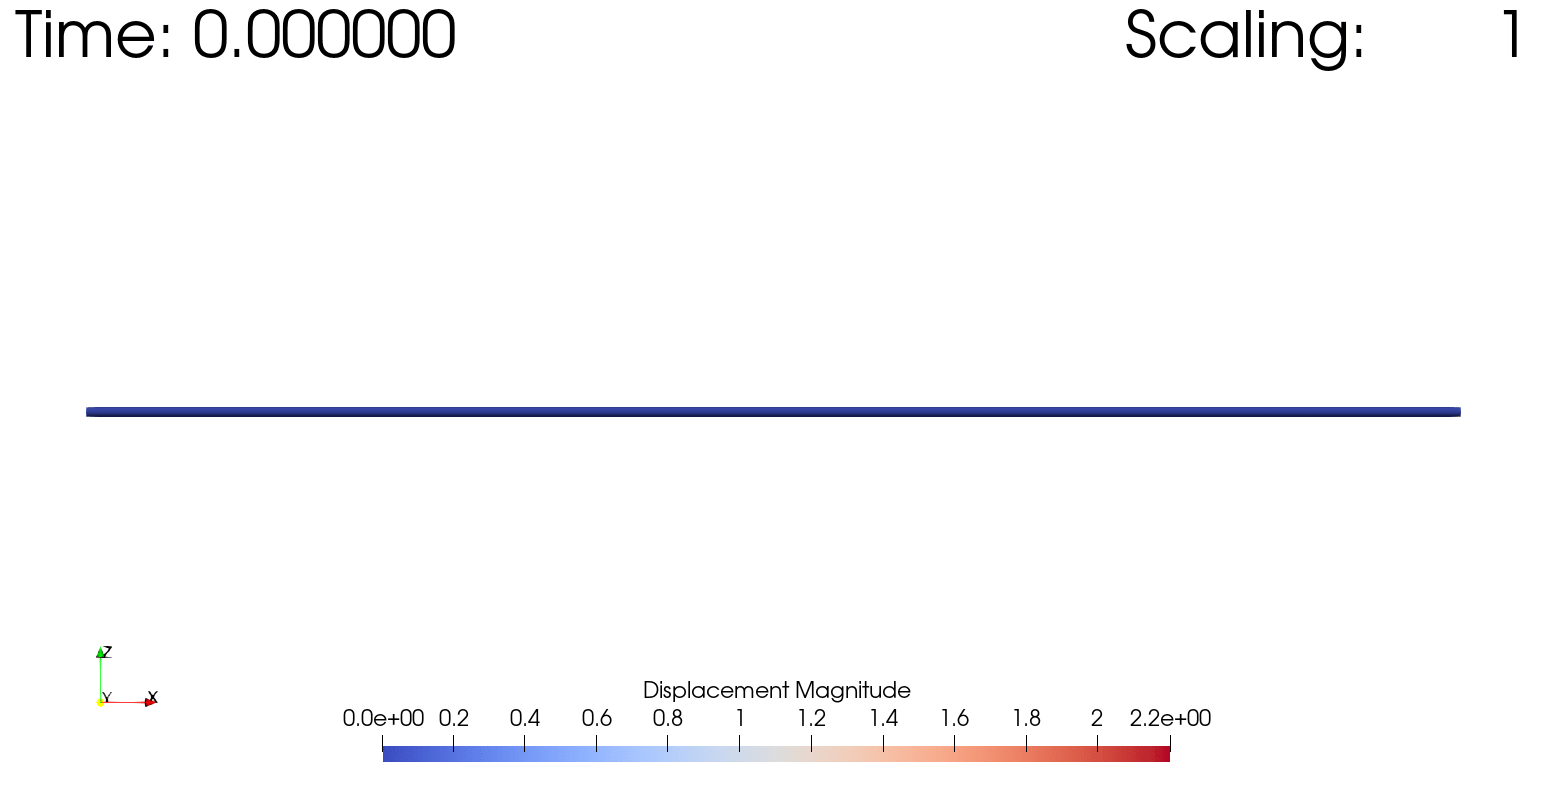 Time: 0.000000
Scaling: 1
Z
Y X
Displacement Magnitude
0.0e+00 0.2 0.4 0.6 0.8 1 1.2 1.4 1.6 1.8 2 2.2e+00